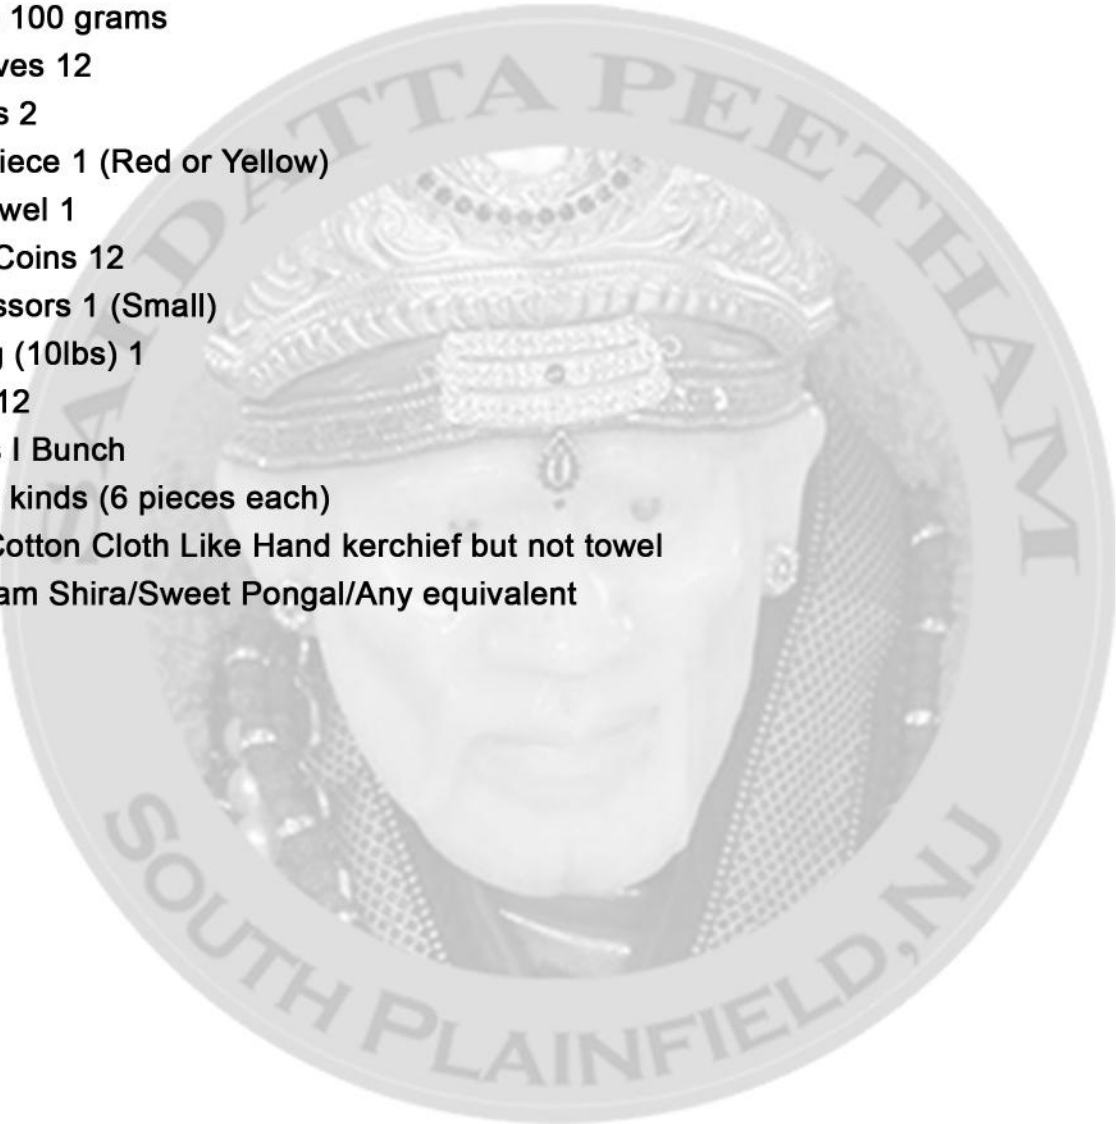 100 grams
ves 12
s 2
iece 1 (Red or Yellow)
wel 1
Coins 12
ssors 1 (Small)
g (10lbs) 1
12
s I Bunch
kinds (6 pieces each)
Cotton Cloth Like Hand kerchief but not towel
am Shira/Sweet Pongal/Any equivalent
SAI DATTA PEETHAM
SOUTH PLAINFIELD, NJ